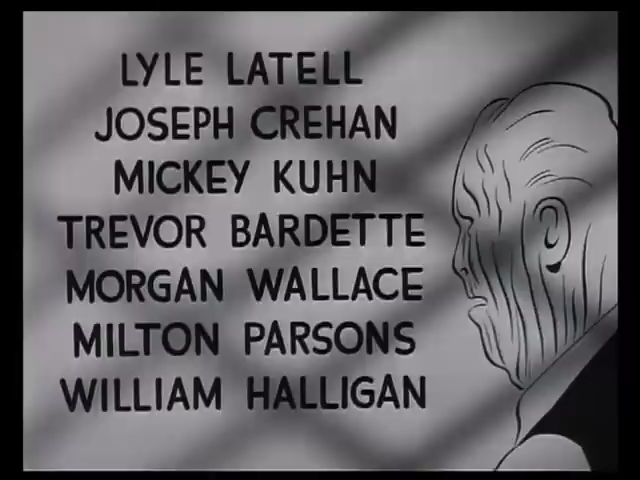 LYLE LATELL
JOSEPH CREHAN
MICKEY KUHN
TREVOR BARDETTE
MORGAN WALLACE
MILTON PARSONS
WILLIAM HALLIGAN